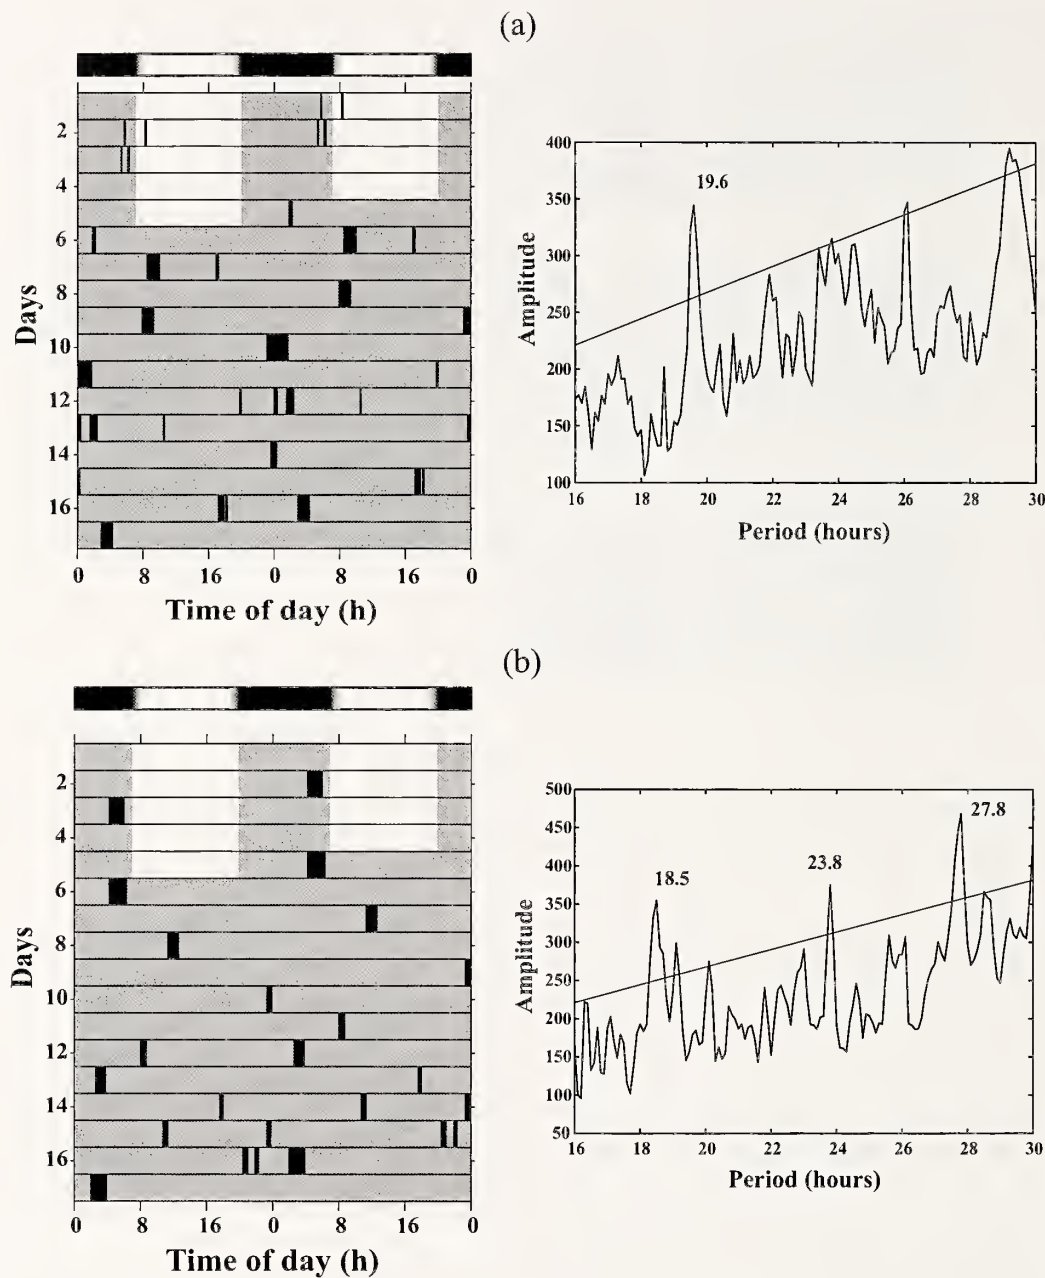 (a)
19.6
Amplitude
400
350
300
250
200
150
100
16 18 20 22 24 26 28 30
Period (hours)
Days
2
4
6
8
10
12
14
16
0 8 16 0 8 16 0
Time of day (h)
(b)
27.8
23.8
18.5
Amplitude
500
450
400
350
300
250
200
150
100
50
16 18 20 22 24 26 28 30
Period (hours)
Days
2
4
6
8
10
12
14
16
0 8 16 0 8 16 0
Time of day (h)